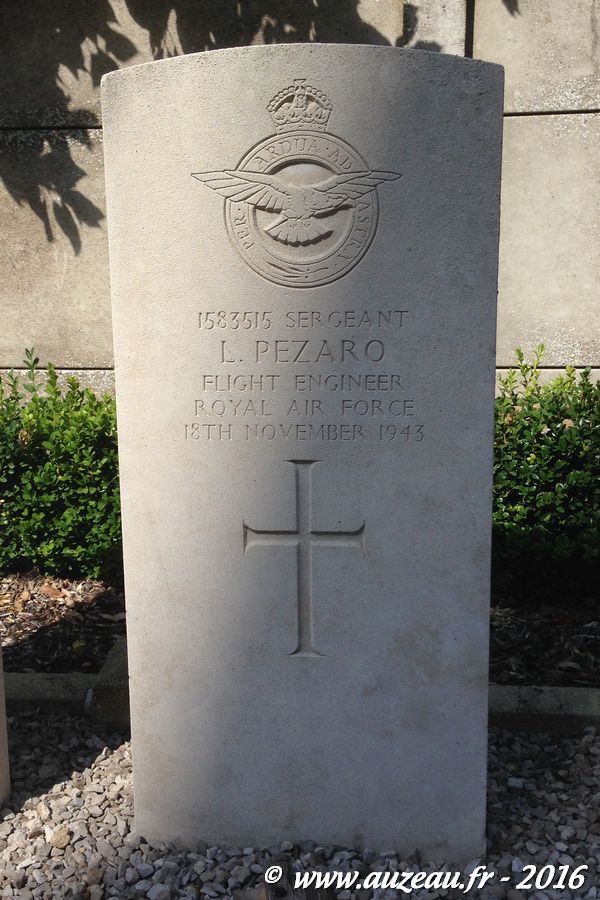 PER · ARDUA · AD · ASTRA
1583515 SERGEANT
L. PEZARO
FLIGHT ENGINEER
ROYAL AIR FORCE
18TH NOVEMBER 1943
© www.auzeau.fr - 2016